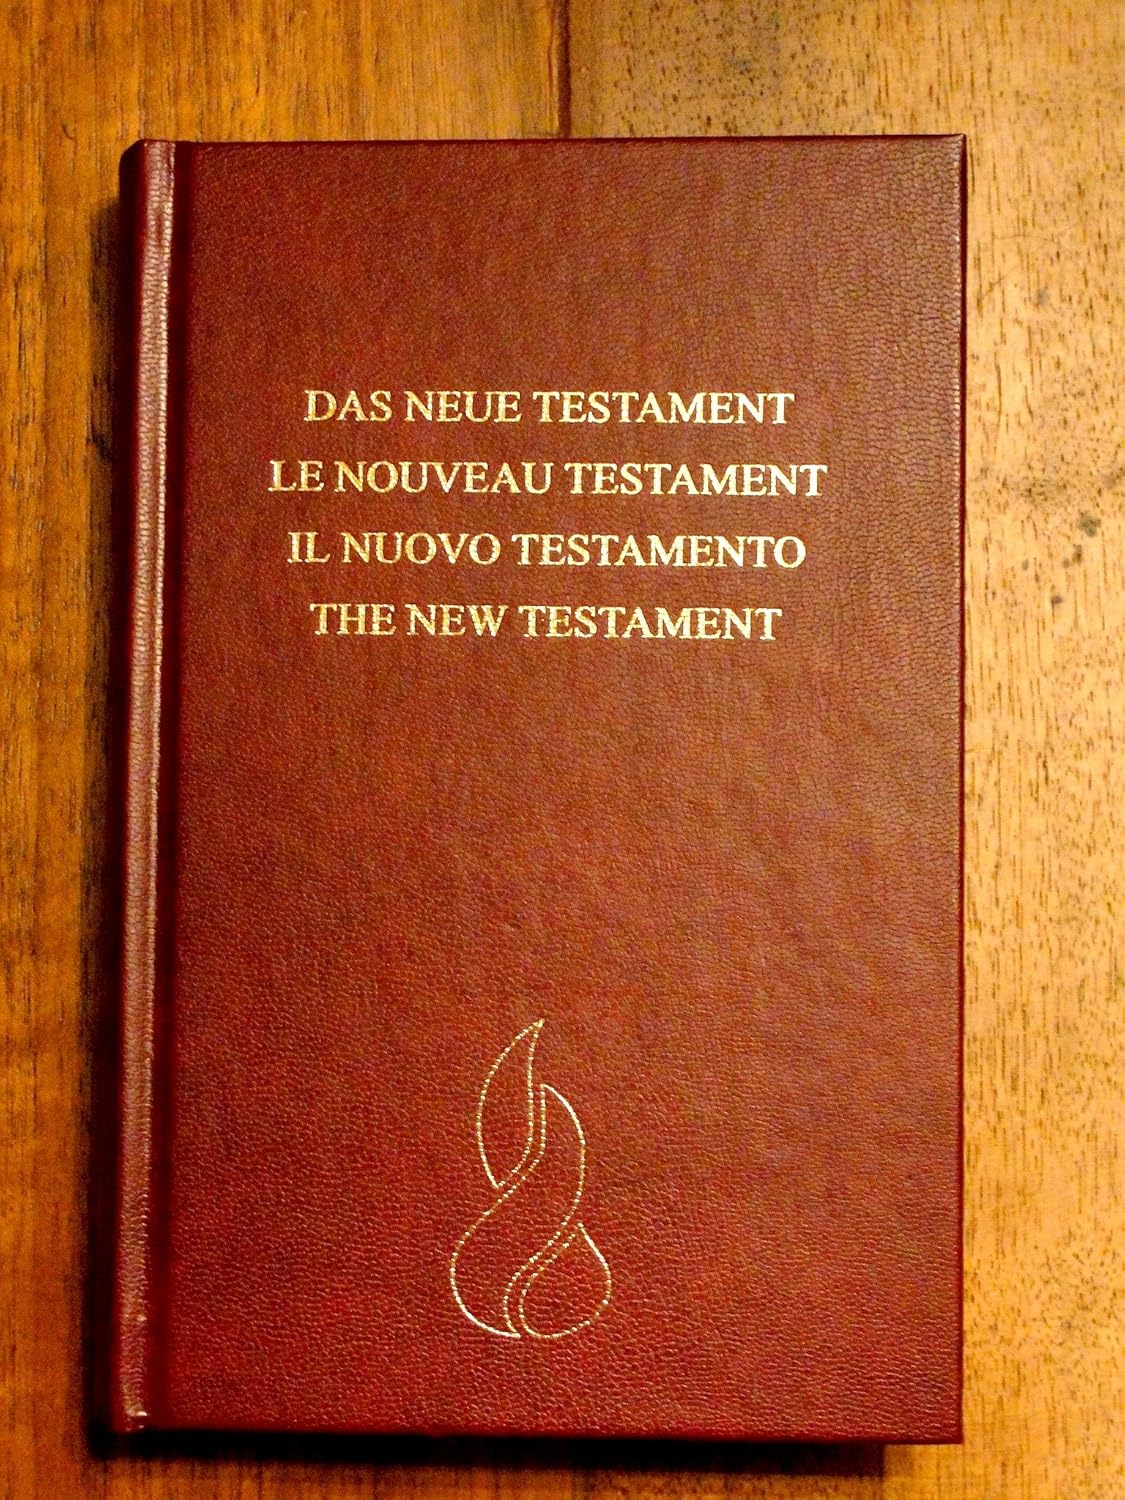 DAS NEUE TESTAMENT
LE NOUVEAU TESTAMENT
IL NUOVO TESTAMENTO
THE NEW TESTAMENT